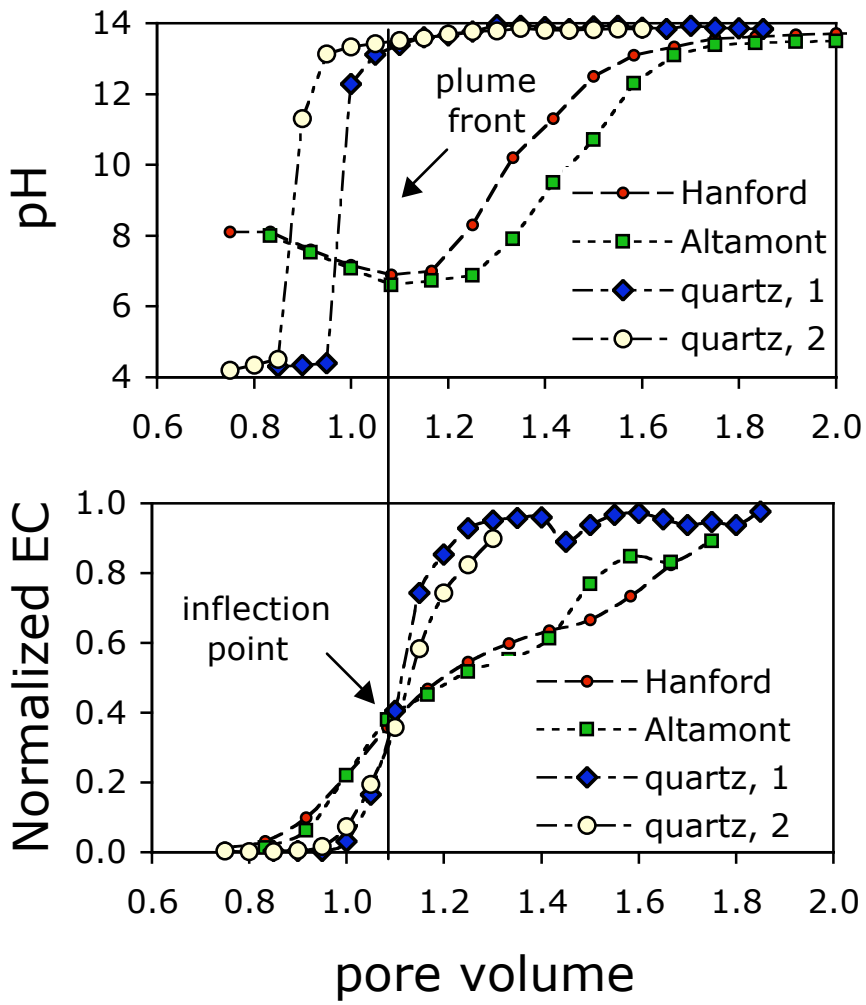 14
12
10
8
6
4
pH
plume
front
Hanford
Altamont
quartz, 1
quartz, 2
0.6 0.8 1.0 1.2 1.4 1.6 1.8 2.0
1.0
0.8
0.6
0.4
0.2
0.0
Normalized EC
inflection
point
Hanford
Altamont
quartz, 1
quartz, 2
0.6 0.8 1.0 1.2 1.4 1.6 1.8 2.0
pore volume